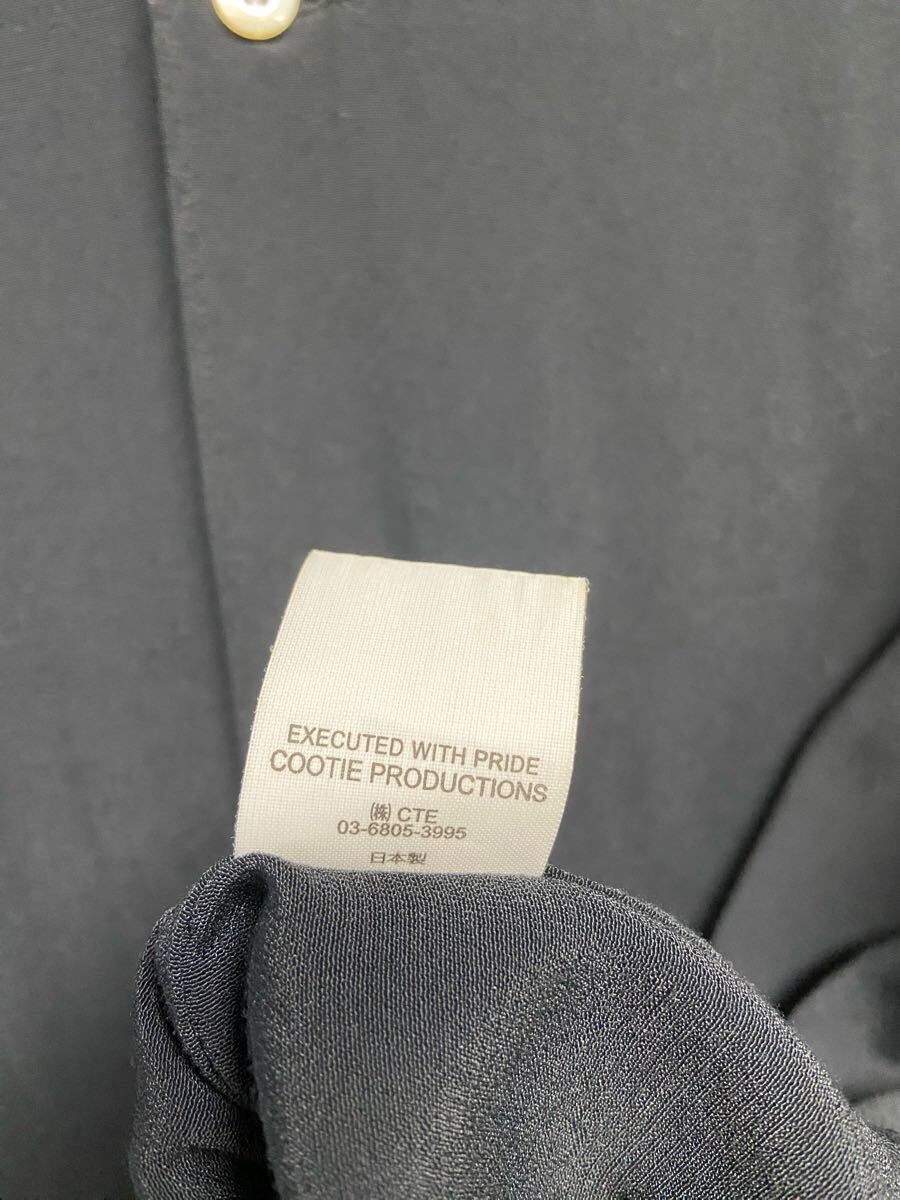 EXECUTED WITH PRIDE
COOTIE PRODUCTIONS
㈱ CTE
03-6805-3995
日本製